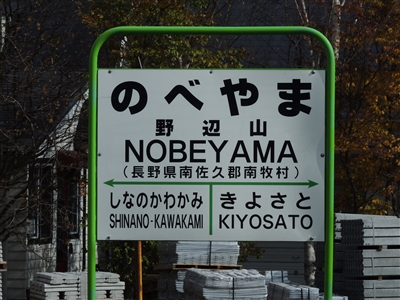 のべやま
野辺山
NOBEYAMA
(長野県南佐久郡南牧村)
しなのかわかみ きよさと
SHINANO-KAWAKAMI KIYOSATO